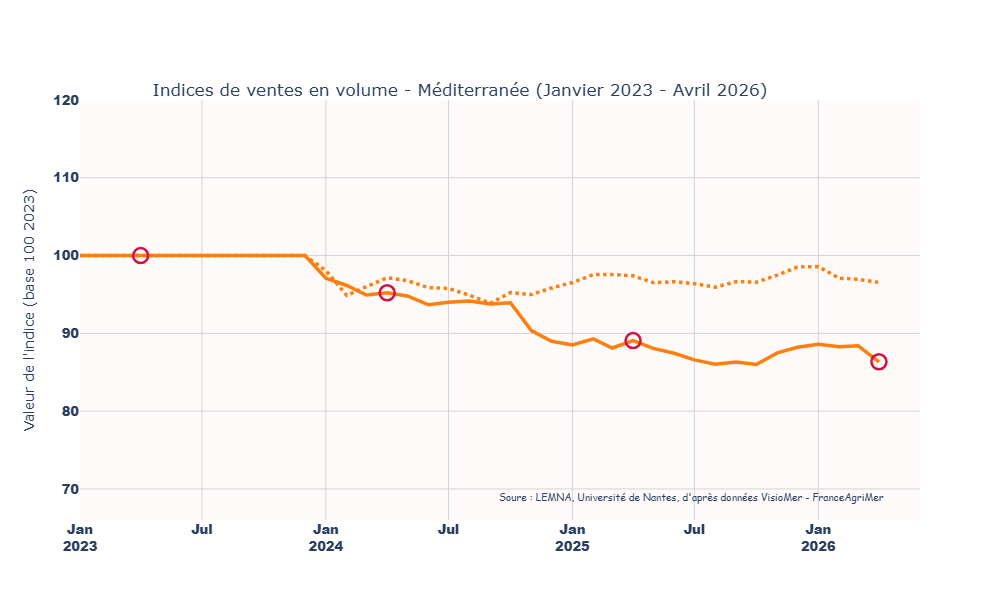 Indices de ventes en volume - Méditerranée (Janvier 2023 - Avril 2026)
Valeur de l'indice (base 100 2023)
120
110
100
90
80
70
Soure : LEMNA, Université de Nantes, d'après données VisioMer - FranceAgriMer
Jan Jul Jan Jul Jan Jul Jan
2023 2024 2025 2026